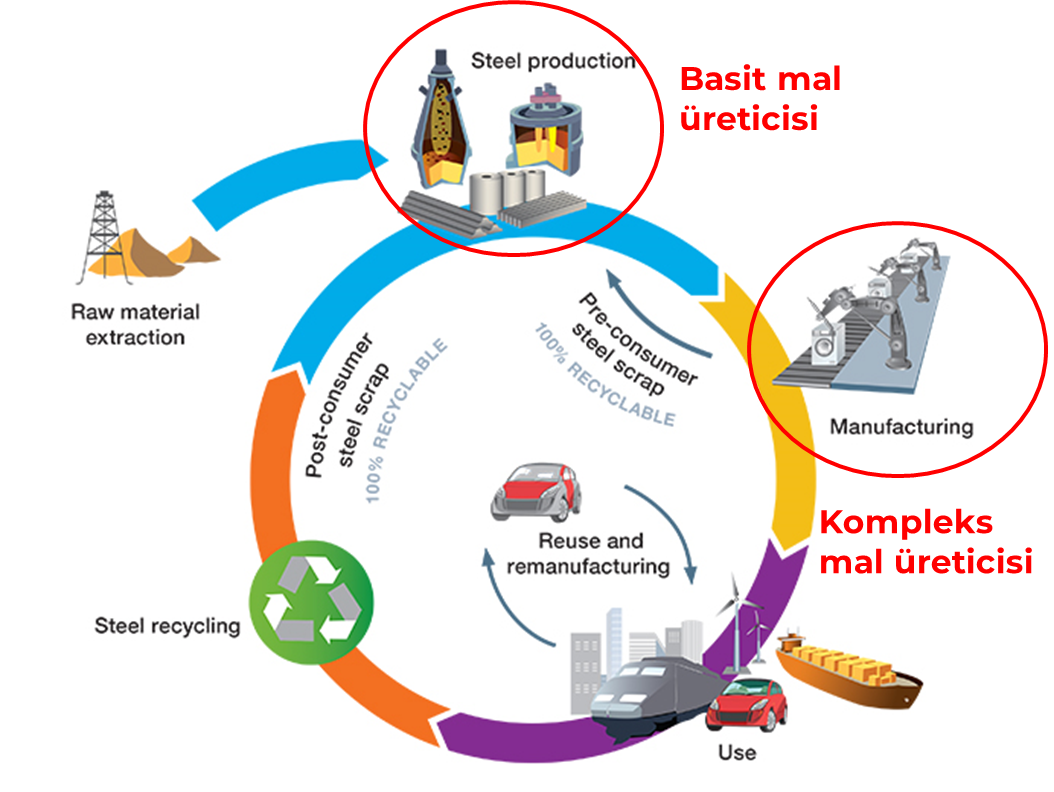 Steel production
Basit mal
üreticisi
Raw material
extraction
Pre-consumer
steel scrap
100% RECYCLABLE
Post-consumer
steel scrap
100% RECYCLABLE
Manufacturing
Kompleks
mal üreticisi
Reuse and
remanufacturing
Steel recycling
Use